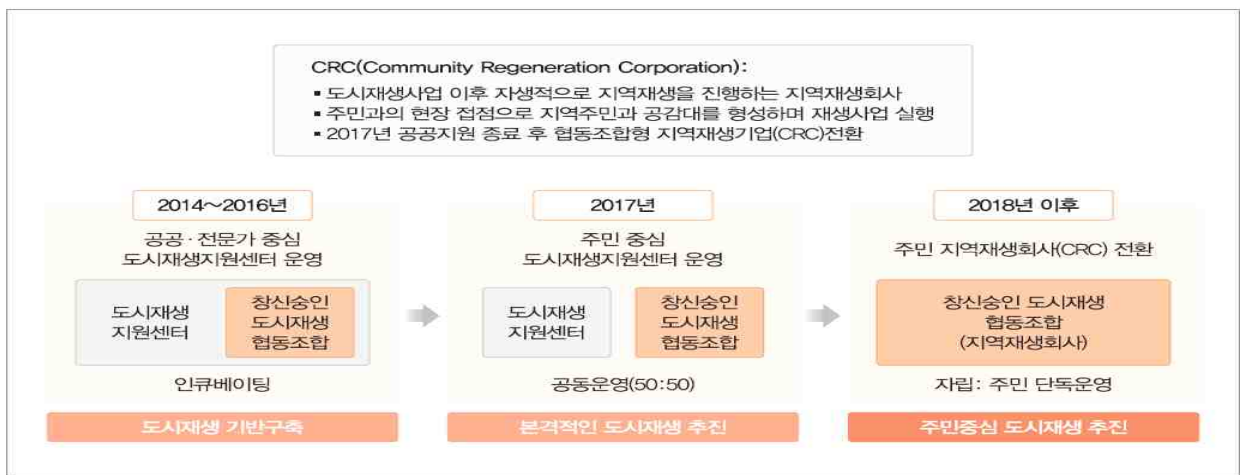 CRC(Community Regeneration Corporation):
▪ 도시재생사업 이후 자생적으로 지역재생을 진행하는 지역재생회사
▪ 주민과의 현장 접점으로 지역주민과 공감대를 형성하며 재생사업 실행
▪ 2017년 공공지원 종료 후 협동조합형 지역재생기업(CRC)전환
2014～2016년
공공·전문가 중심
도시재생지원센터 운영
도시재생
지원센터
창신숭인
도시재생
협동조합
인큐베이팅
도시재생 기반구축
2017년
주민 중심
도시재생지원센터 운영
도시재생
지원센터
창신숭인
도시재생
협동조합
공동운영(50:50)
본격적인 도시재생 추진
2018년 이후
주민 지역재생회사(CRC) 전환
창신숭인 도시재생
협동조합
(지역재생회사)
자립: 주민 단독운영
주민중심 도시재생 추진